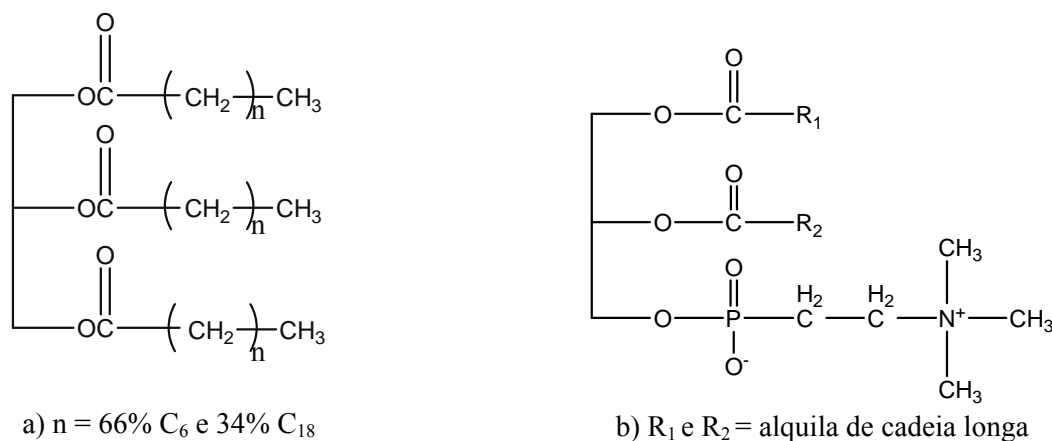 O O O
OC (CH₂)n CH₃
O
OC (CH₂)n CH₃
O
OC (CH₂)n CH₃
a) n = 66% C₆ e 34% C₁₈
O
O C R₁
O
O C R₂
O H₂ H₂ CH₃
O P C C N⁺ CH₃
O⁻ CH₃
b) R₁ e R₂ = alquila de cadeia longa